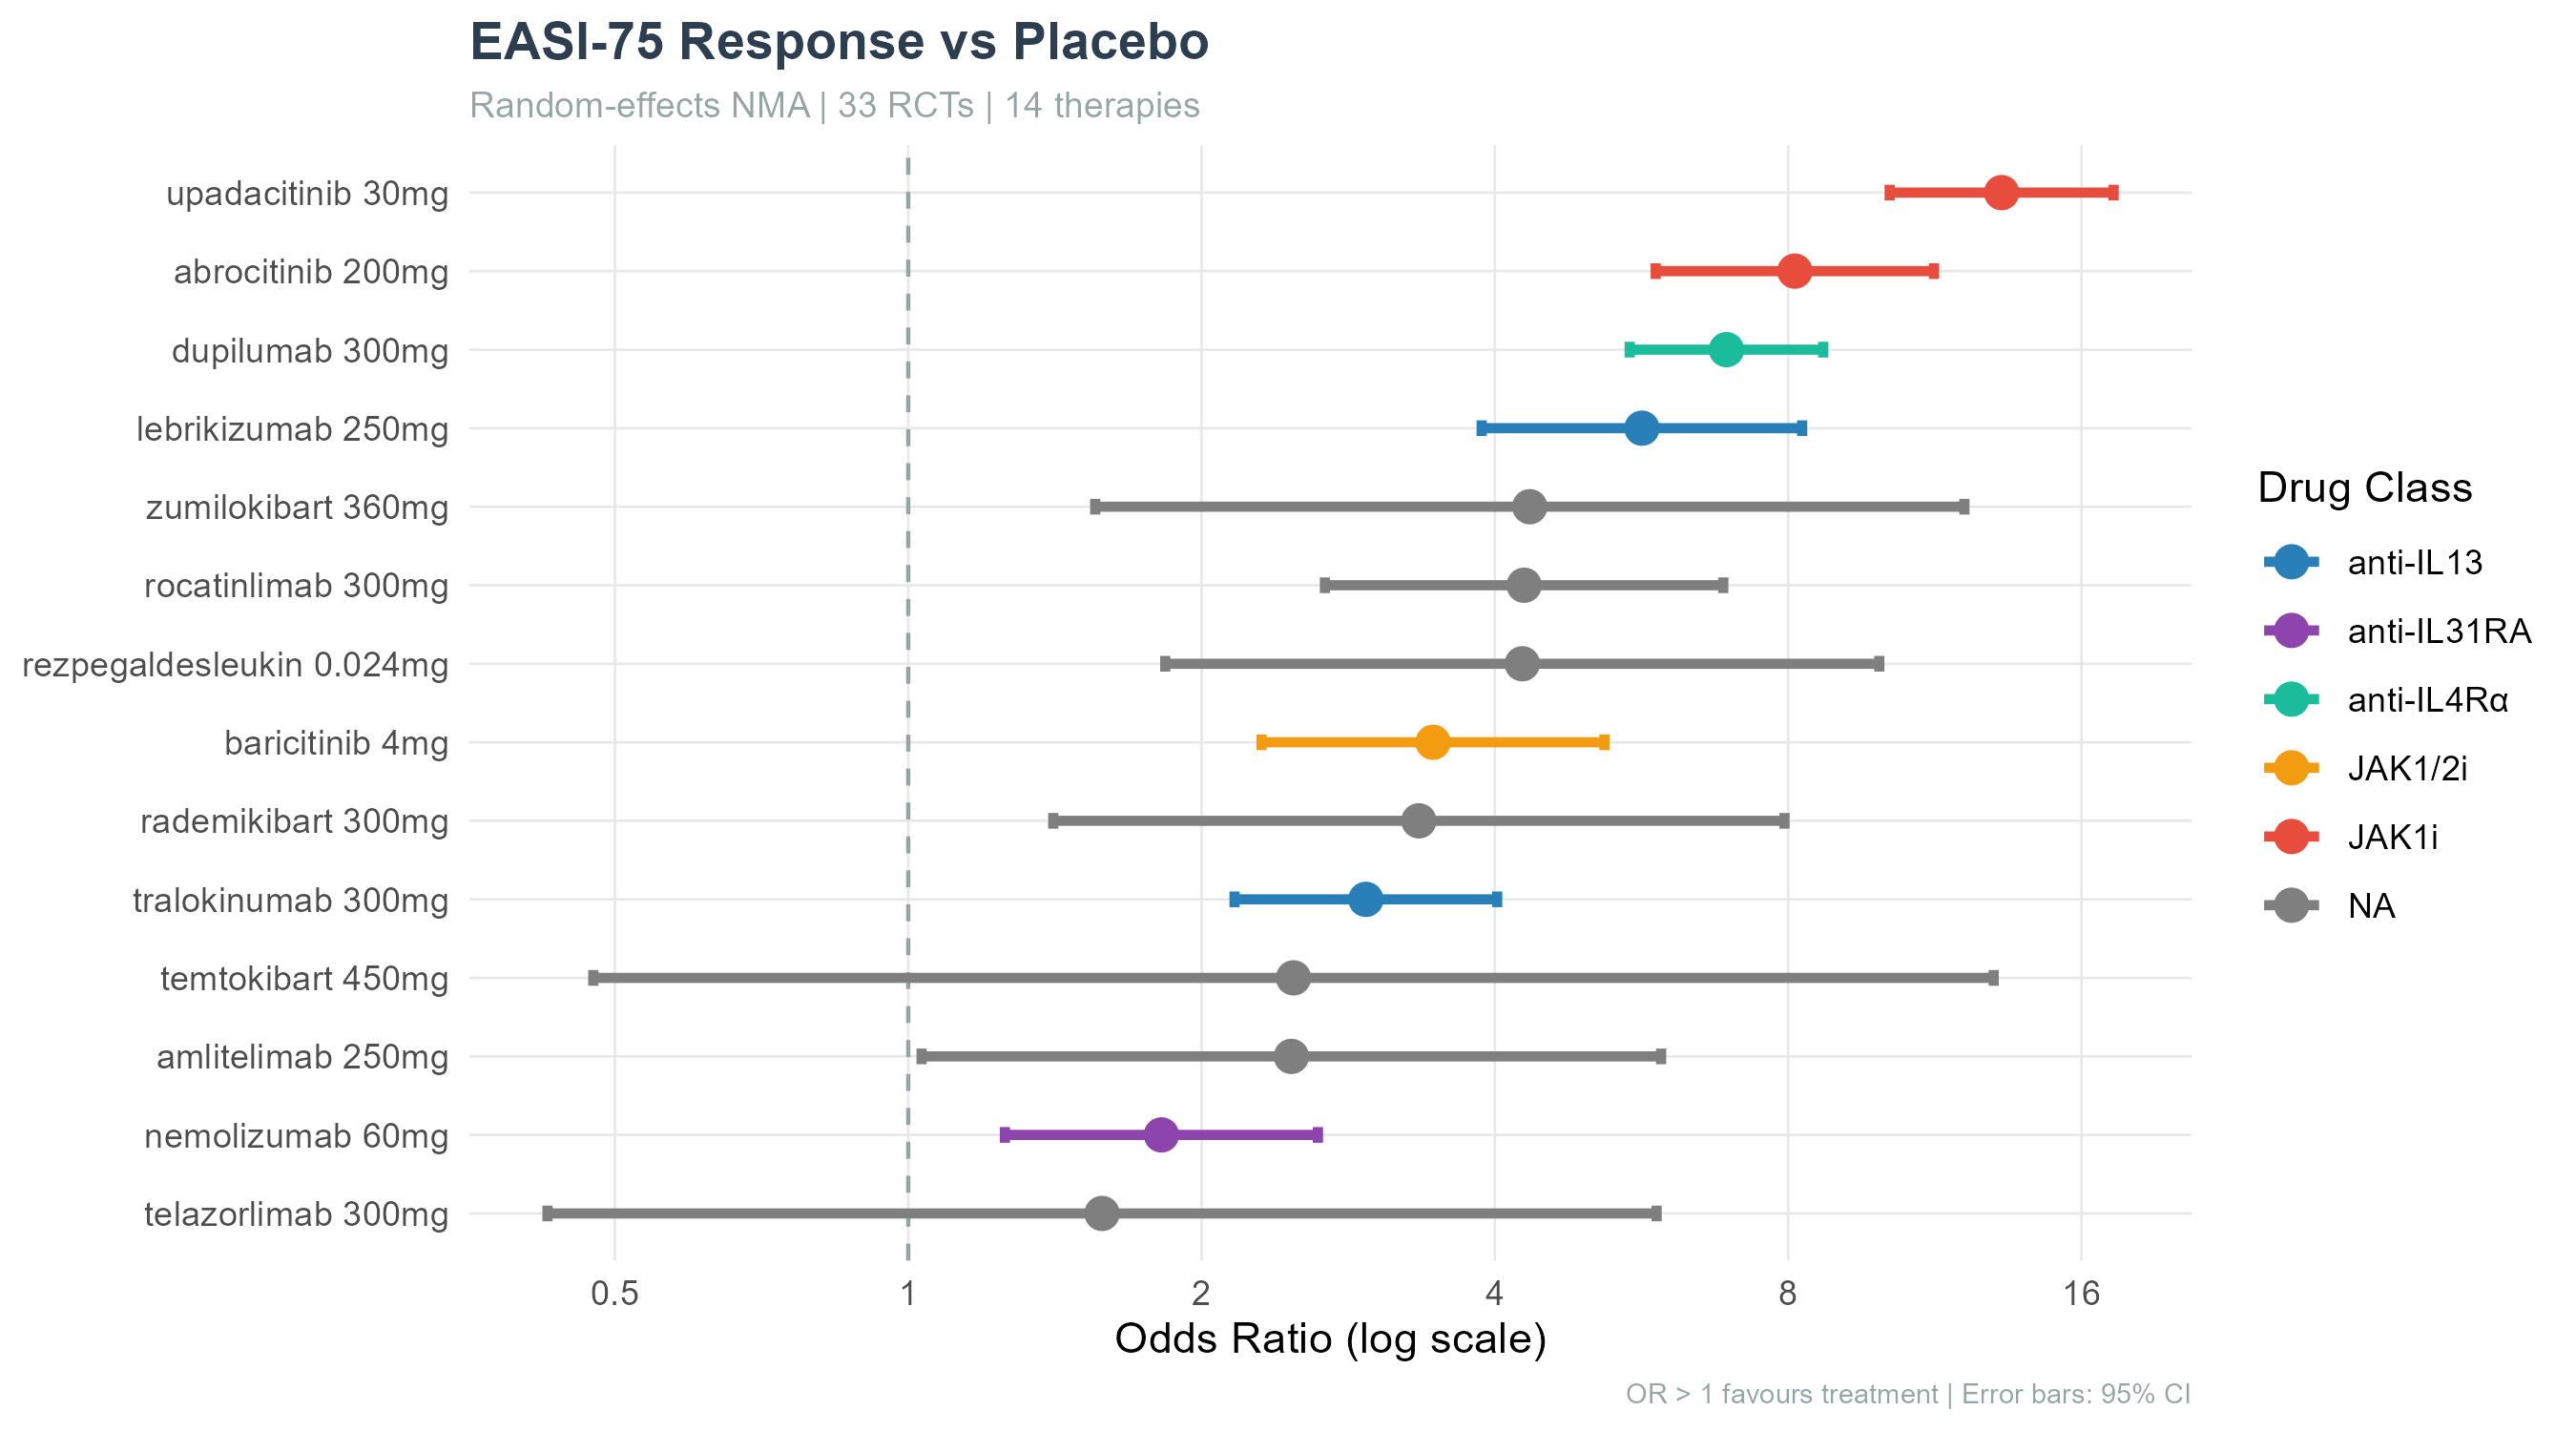 EASI-75 Response vs Placebo
Random-effects NMA | 33 RCTs | 14 therapies
upadacitinib 30mg
abrocitinib 200mg
dupilumab 300mg
lebrikizumab 250mg
zumilokibart 360mg
rocatinlimab 300mg
rezpegaldesleukin 0.024mg
baricitinib 4mg
rademikibart 300mg
tralokinumab 300mg
temtokibart 450mg
amlitelimab 250mg
nemolizumab 60mg
telazorlimab 300mg
0.5 1 2 4 8 16
Odds Ratio (log scale)
OR > 1 favours treatment | Error bars: 95% CI
Drug Class
anti-IL13
anti-IL31RA
anti-IL4Rα
JAK1/2i
JAK1i
NA